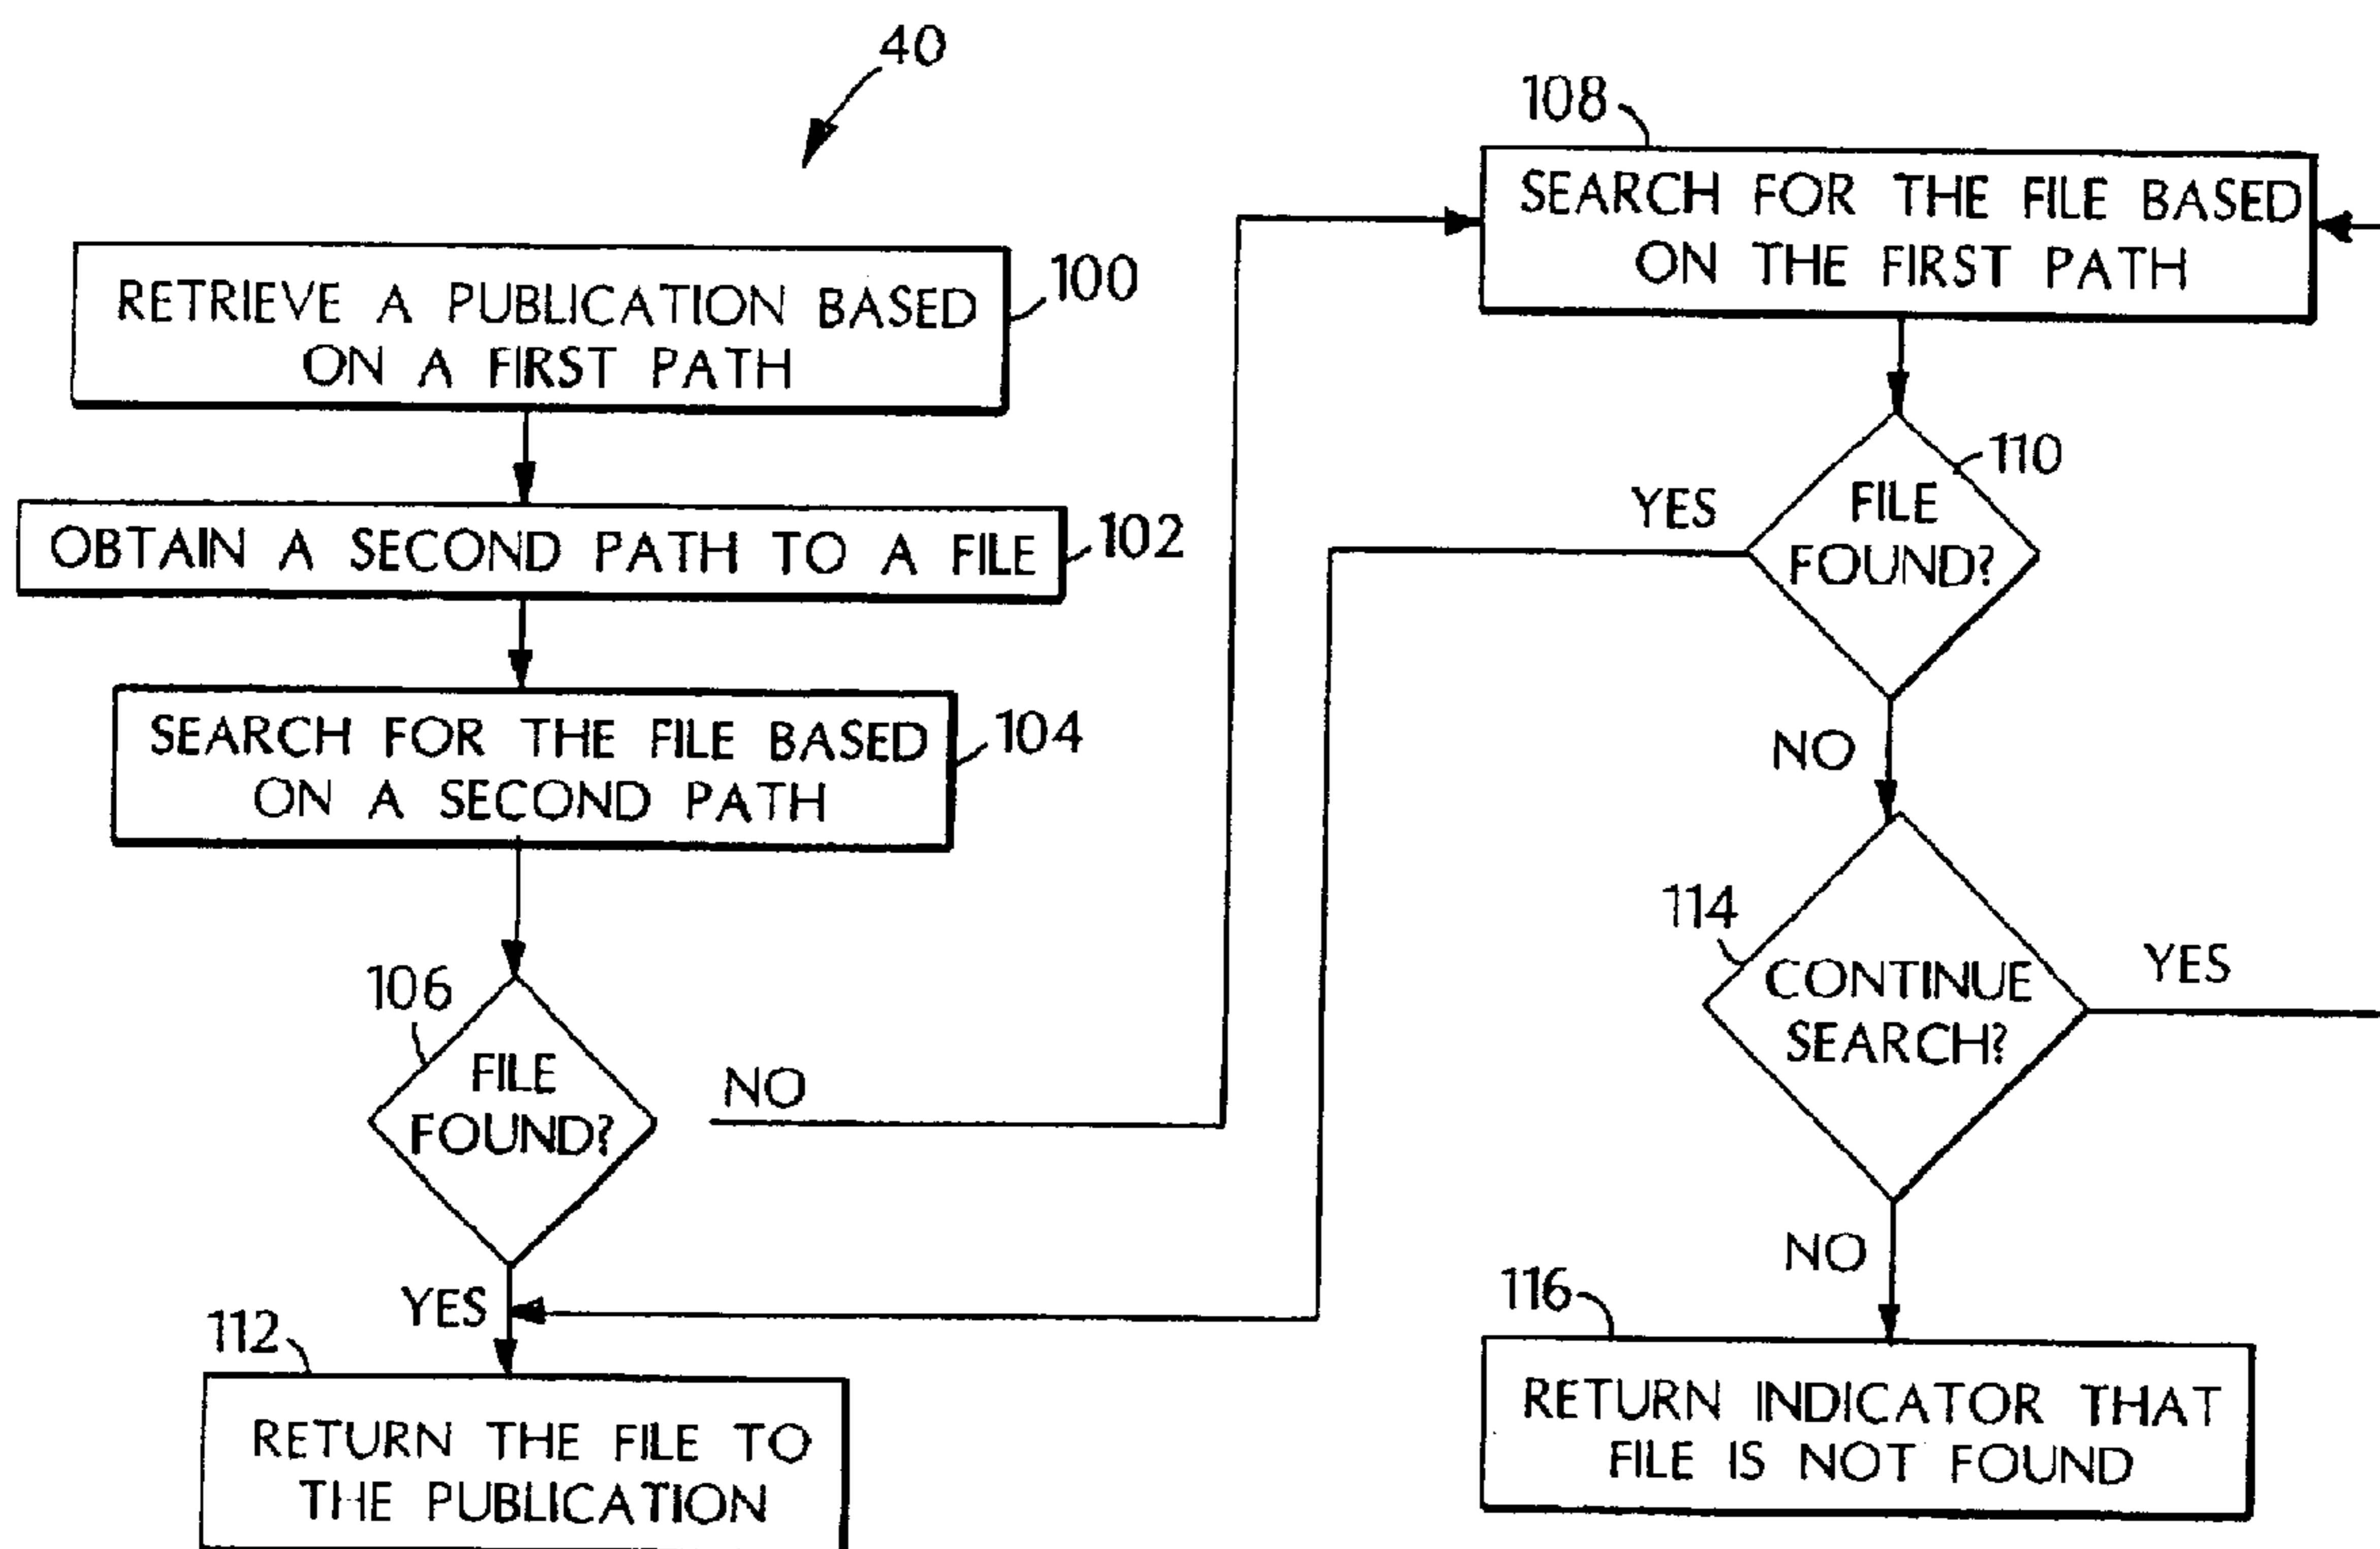 40
RETRIEVE A PUBLICATION BASED
ON A FIRST PATH
100
OBTAIN A SECOND PATH TO A FILE
102
SEARCH FOR THE FILE BASED
ON A SECOND PATH
104
106
FILE
FOUND?
NO
YES
112
RETURN THE FILE TO
THE PUBLICATION
108
SEARCH FOR THE FILE BASED
ON THE FIRST PATH
110
YES
FILE
FOUND?
NO
114
CONTINUE
SEARCH?
YES
NO
116
RETURN INDICATOR THAT
FILE IS NOT FOUND